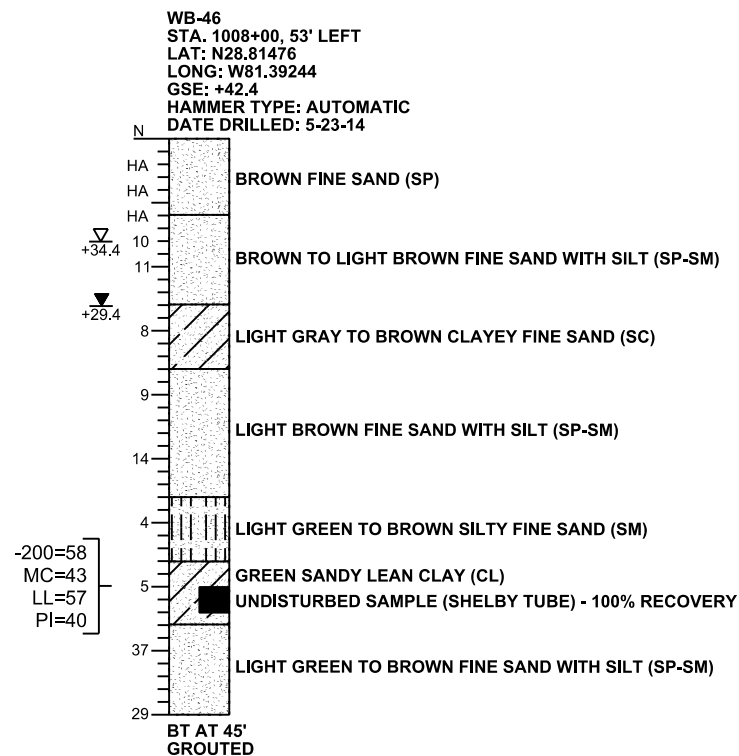 WB-46
STA. 1008+00, 53' LEFT
LAT: N28.81476
LONG: W81.39244
GSE: +42.4
HAMMER TYPE: AUTOMATIC
DATE DRILLED: 5-23-14
N
HA
BROWN FINE SAND (SP)
HA
HA
+34.4
10
BROWN TO LIGHT BROWN FINE SAND WITH SILT (SP-SM)
11
+29.4
8
LIGHT GRAY TO BROWN CLAYEY FINE SAND (SC)
9
LIGHT BROWN FINE SAND WITH SILT (SP-SM)
14
4
LIGHT GREEN TO BROWN SILTY FINE SAND (SM)
-200=58
MC=43
LL=57
PI=40
GREEN SANDY LEAN CLAY (CL)
5
UNDISTURBED SAMPLE (SHELBY TUBE) - 100% RECOVERY
37
LIGHT GREEN TO BROWN FINE SAND WITH SILT (SP-SM)
29
BT AT 45'
GROUTED